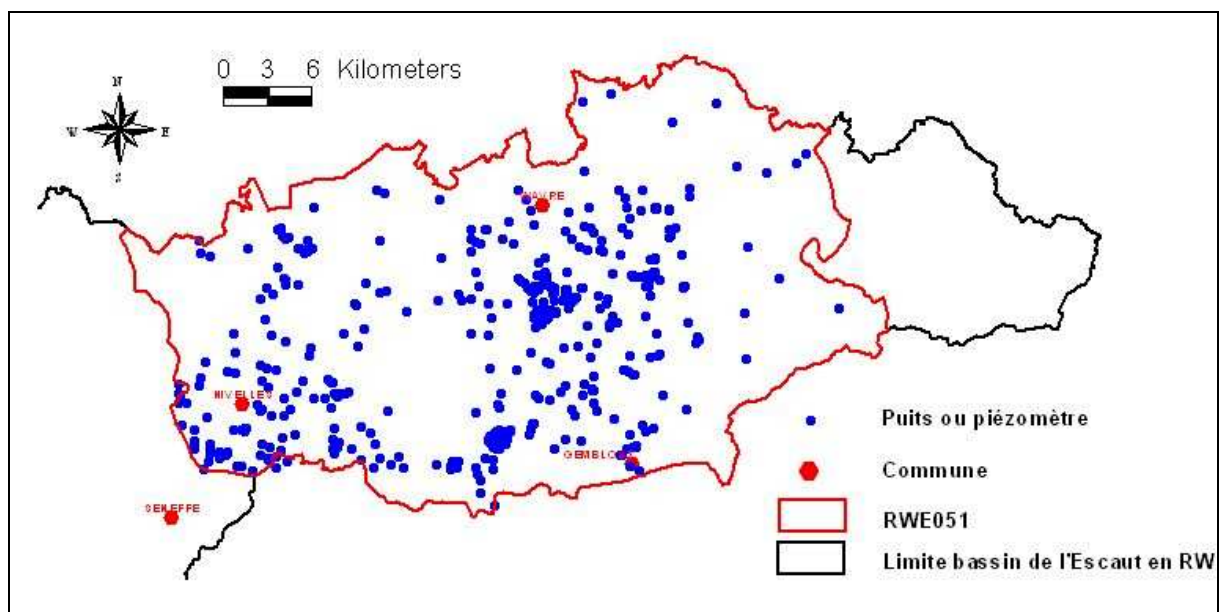 0 3 6 Kilometers
N
W E
S
WAVRE
NIVELLES
GEMBLOUX
SENEFFE
Puits ou piézomètre
Commune
RWE051
Limite bassin de l'Escaut en RW